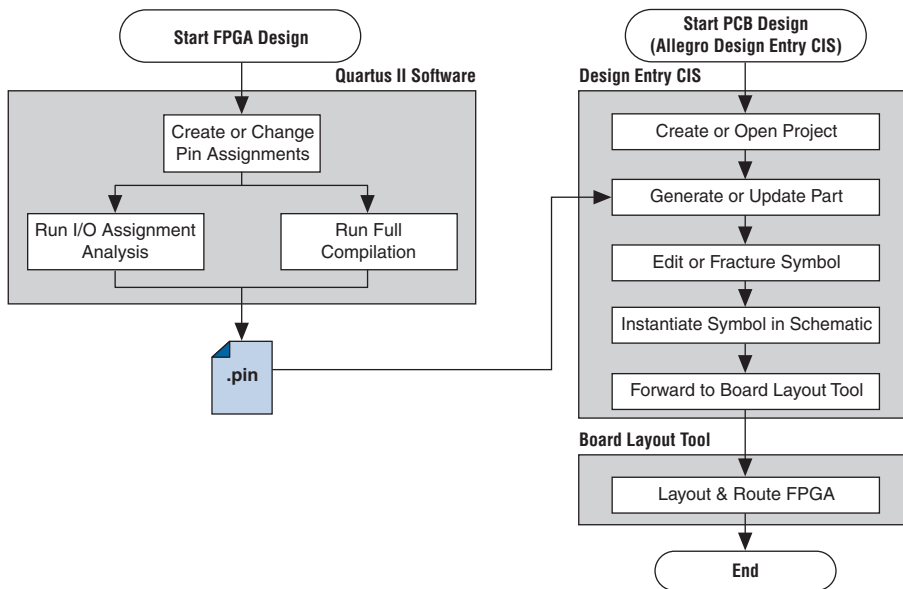 Start FPGA Design
Quartus II Software
Create or Change
Pin Assignments
Run I/O Assignment
Analysis
Run Full
Compilation
.pin
Start PCB Design
(Allegro Design Entry CIS)
Design Entry CIS
Create or Open Project
Generate or Update Part
Edit or Fracture Symbol
Instantiate Symbol in Schematic
Forward to Board Layout Tool
Board Layout Tool
Layout & Route FPGA
End